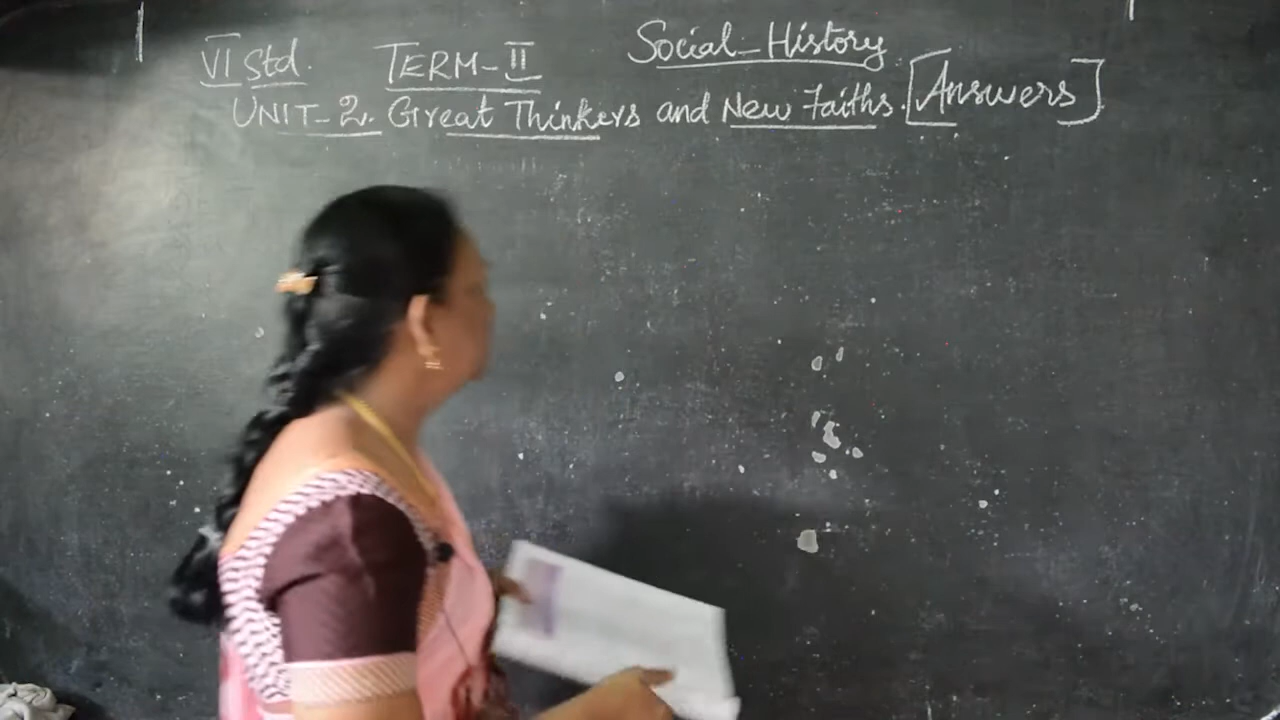 VI Std. TERM-II Social-History
UNIT-2. Great Thinkers and New Faiths. [Answers]